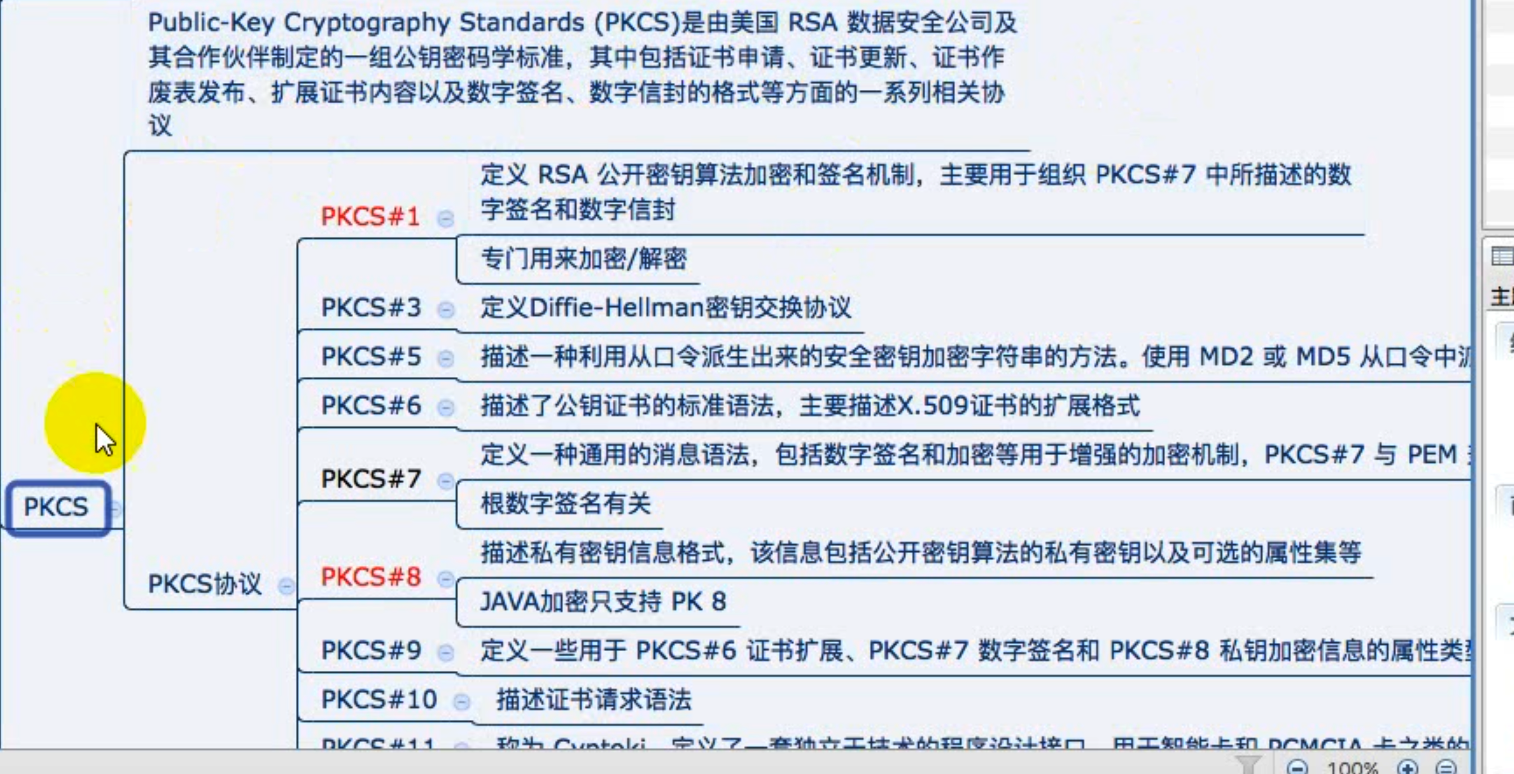 Public-Key Cryptography Standards (PKCS)是由美国 RSA 数据安全公司及
其合作伙伴制定的一组公钥密码学标准，其中包括证书申请、证书更新、证书作
废表发布、扩展证书内容以及数字签名、数字信封的格式等方面的一系列相关协
议
定义 RSA 公开密钥算法加密和签名机制，主要用于组织 PKCS#7 中所描述的数
PKCS#1
字签名和数字信封
专门用来加密/解密
PKCS#3 定义Diffie-Hellman密钥交换协议
PKCS#5 描述一种利用从口令派生出来的安全密钥加密字符串的方法。使用 MD2 或 MD5 从口令中派
PKCS#6 描述了公钥证书的标准语法，主要描述X.509证书的扩展格式
定义一种通用的消息语法，包括数字签名和加密等用于增强的加密机制，PKCS#7 与 PEM
PKCS#7
根数字签名有关
PKCS
描述私有密钥信息格式，该信息包括公开密钥算法的私有密钥以及可选的属性集等
PKCS#8
PKCS协议
JAVA加密只支持 PK 8
PKCS#9 定义一些用于 PKCS#6 证书扩展、PKCS#7 数字签名和 PKCS#8 私钥加密信息的属性类型
PKCS#10 描述证书请求语法
PKCS#11 称为 Cyptoki，定义了一套独立于技术的程序设计接口，用于智能卡和 PCMCIA 卡之类的
100%